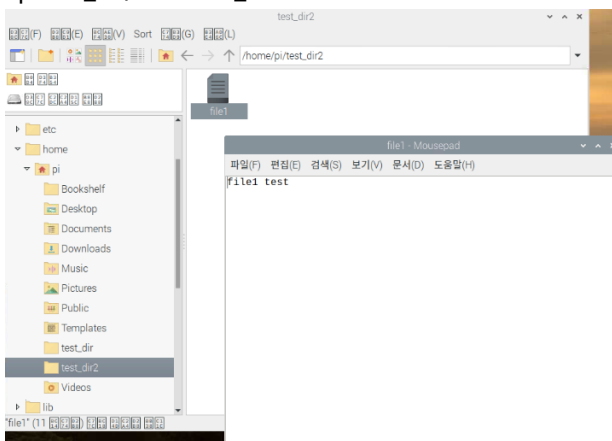 test_dir2
(F) (E) (V) Sort (G) (L)
/home/pi/test_dir2
file1
etc
home
pi
Bookshelf
Desktop
Documents
Downloads
Music
Pictures
Public
Templates
test_dir
test_dir2
Videos
lib
"file1" (11
file1 - Mousepad
파일(F) 편집(E) 검색(S) 보기(V) 문서(D) 도움말(H)
file1 test